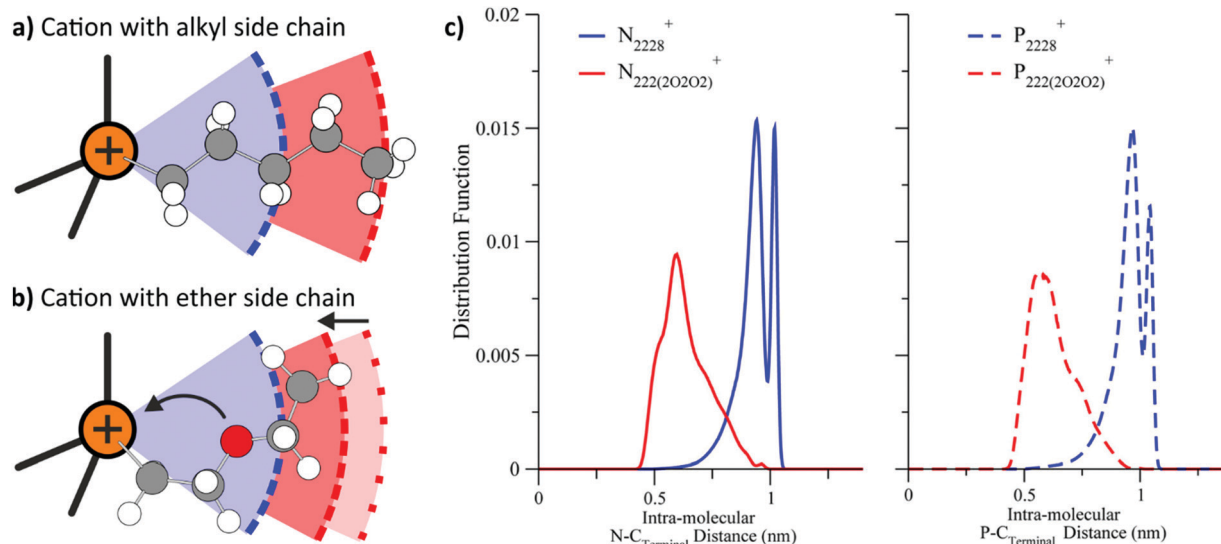 a) Cation with alkyl side chain
+
b) Cation with ether side chain
+
c)
0.02
0.015
0.01
0.005
0
Distribution Function
N2228+
N222(2O2O2)+
0
0.5
1
Intra-molecular
N-CTerminal Distance (nm)
P2228+
P222(2O2O2)+
0
0.5
1
Intra-molecular
P-CTerminal Distance (nm)